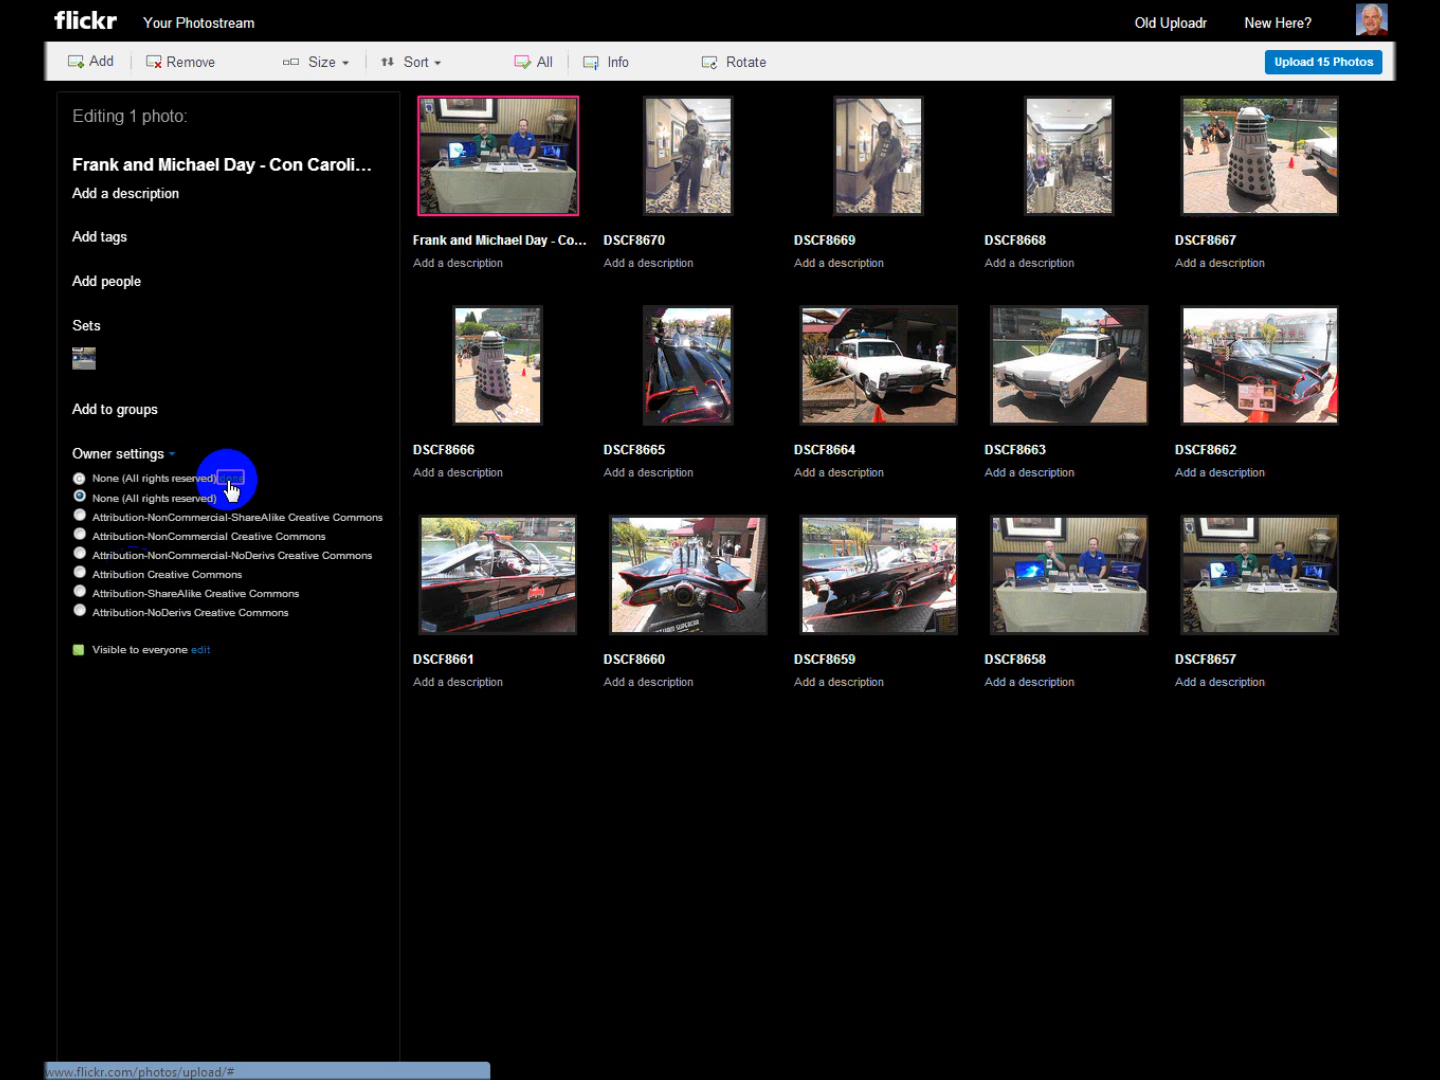 flickr Your Photostream Old Uploadr New Here?
Add Remove Size Sort All Info Rotate Upload 15 Photos
Editing 1 photo:
Frank and Michael Day - Con Caroli...
Add a description
Add tags
Add people
Sets
Add to groups
Owner settings
None (All rights reserved)
None (All rights reserved)
Attribution-NonCommercial-ShareAlike Creative Commons
Attribution-NonCommercial Creative Commons
Attribution-NonCommercial-NoDerivs Creative Commons
Attribution Creative Commons
Attribution-ShareAlike Creative Commons
Attribution-NoDerivs Creative Commons
Visible to everyone edit
Frank and Michael Day - Co... DSCF8670 DSCF8669 DSCF8668 DSCF8667
Add a description Add a description Add a description Add a description Add a description
DSCF8666 DSCF8665 DSCF8664 DSCF8663 DSCF8662
Add a description Add a description Add a description Add a description Add a description
DSCF8661 DSCF8660 DSCF8659 DSCF8658 DSCF8657
Add a description Add a description Add a description Add a description Add a description
www.flickr.com/photos/upload/#